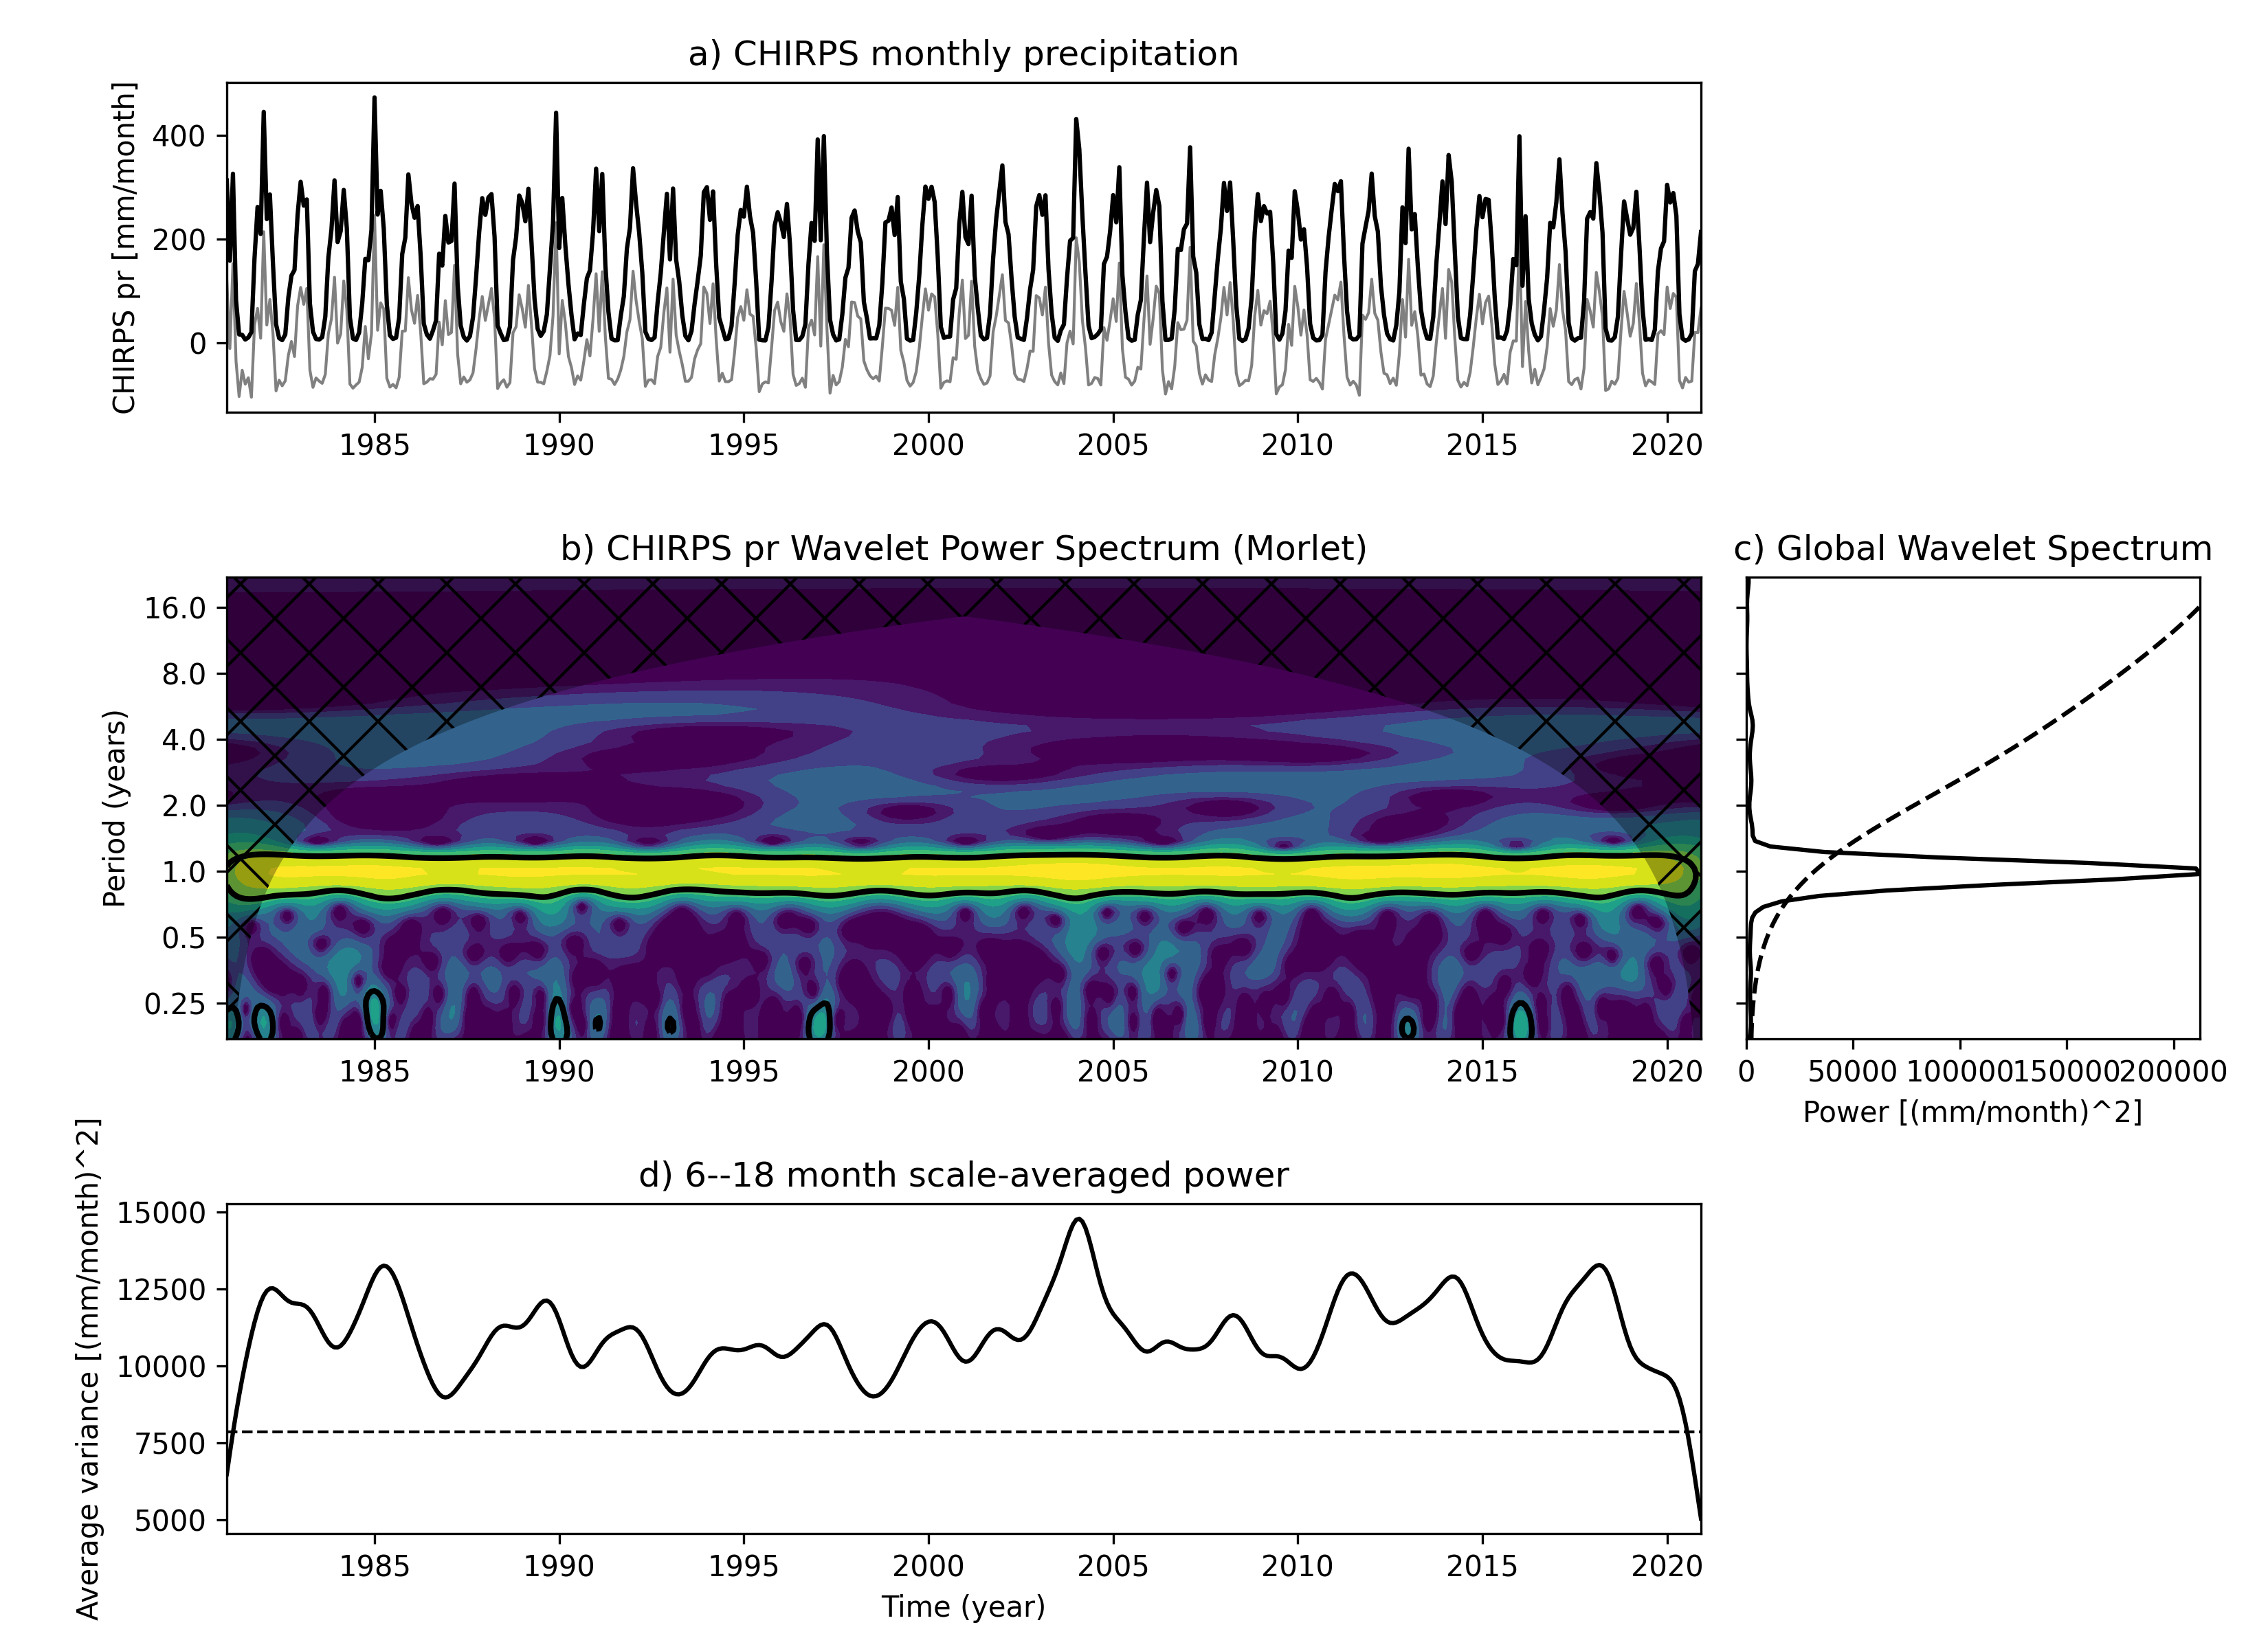 a) CHIRPS monthly precipitation
CHIRPS pr [mm/month]
400
200
0
1985 1990 1995 2000 2005 2010 2015 2020
b) CHIRPS pr Wavelet Power Spectrum (Morlet)
c) Global Wavelet Spectrum
Period (years)
16.0
8.0
4.0
2.0
1.0
0.5
0.25
1985 1990 1995 2000 2005 2010 2015 2020
0 50000 100000 150000 200000
Power [(mm/month)^2]
d) 6--18 month scale-averaged power
Average variance [(mm/month)^2]
15000
12500
10000
7500
5000
1985 1990 1995 2000 2005 2010 2015 2020
Time (year)